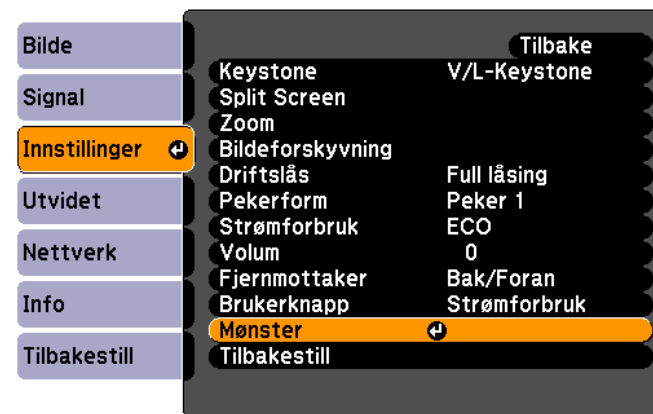 Bilde
Signal
Innstillinger
Utvidet
Nettverk
Info
Tilbakestill
Tilbake
Keystone V/L-Keystone
Split Screen
Zoom
Bildeforskyvning
Driftslås Full låsing
Pekerform Peker 1
Strømforbruk ECO
Volum 0
Fjernmottaker Bak/Foran
Brukerknapp Strømforbruk
Mønster
Tilbakestill